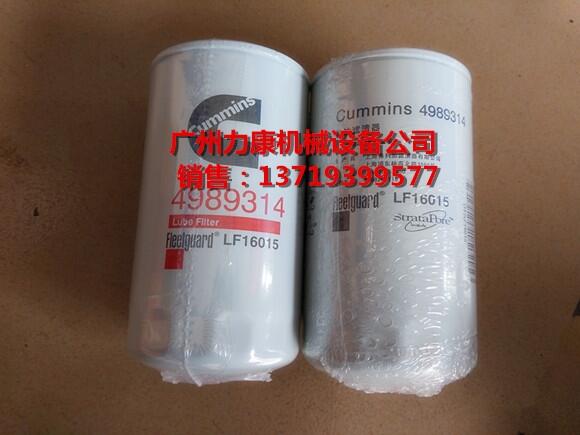 Cummins
4989314
Lube Filter
Fleetguard® LF16015
Cummins 4989314
Fleetguard® LF16015
StrataPore™
广州力康机械设备公司
销售：13719399577